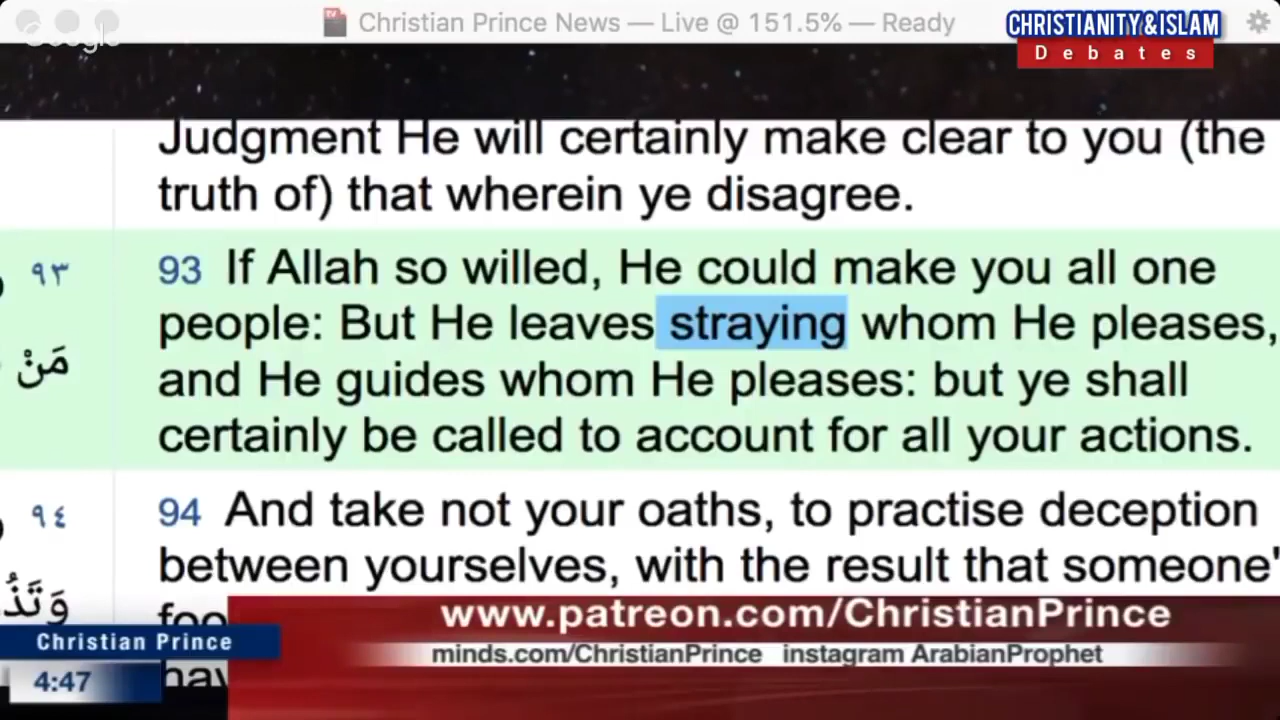 Christian Prince News — Live @ 151.5% — Ready
CHRISTIANITY & ISLAM
Debates
Google
Judgment He will certainly make clear to you (the
truth of) that wherein ye disagree.
٩٣
93 If Allah so willed, He could make you all one
people: But He leaves straying whom He pleases,
مَنْ
and He guides whom He pleases: but ye shall
certainly be called to account for all your actions.
٩٤
94 And take not your oaths, to practise deception
between yourselves, with the result that someone'
www.patreon.com/ChristianPrince
Christian Prince
minds.com/ChristianPrince instagram ArabianProphet
4:47